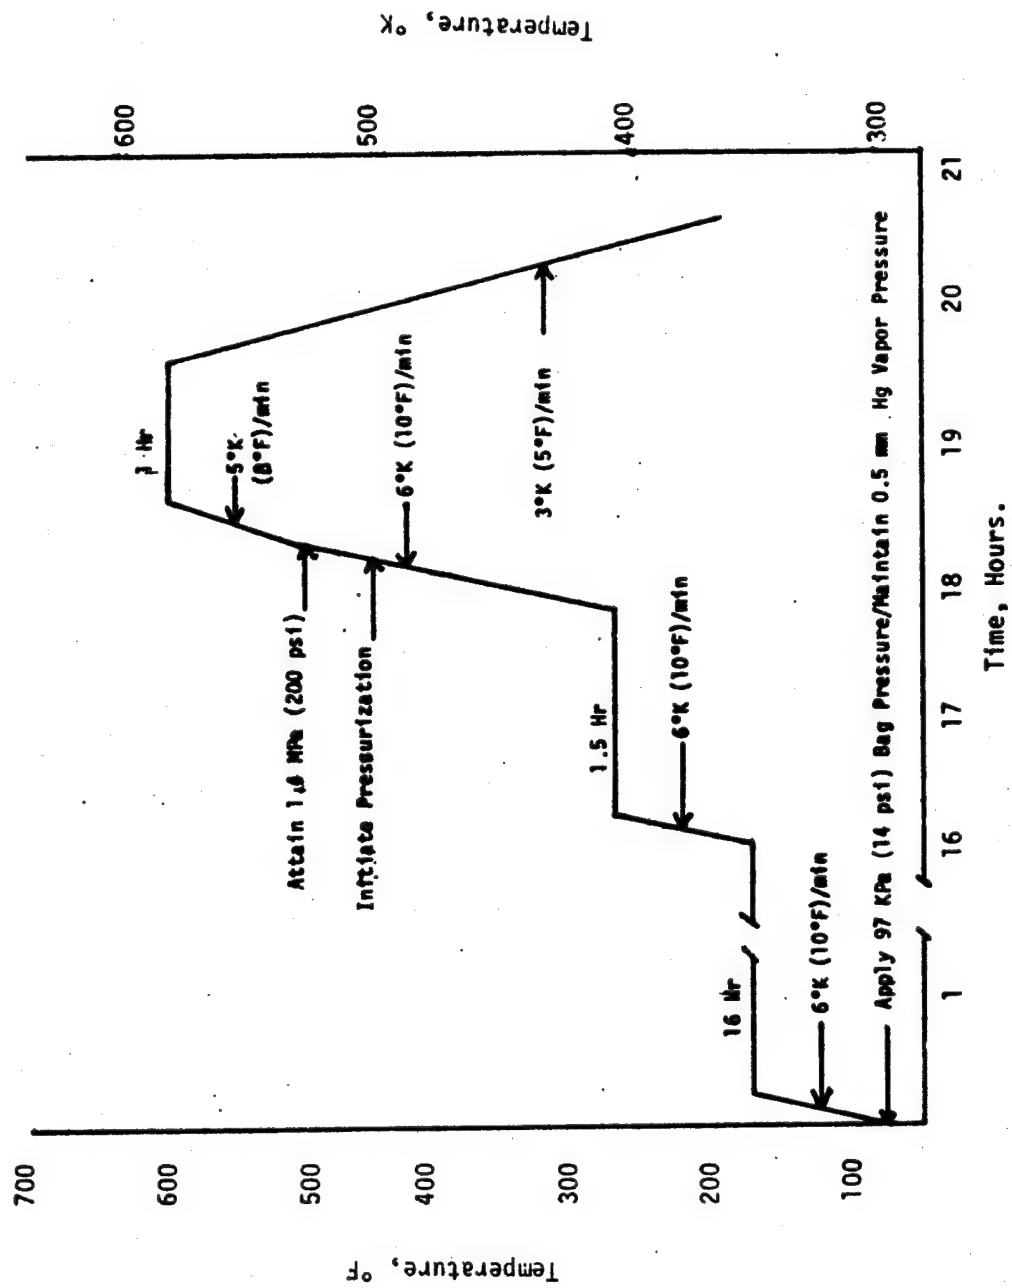 Temperature, °K
600
500
400
300
3 Hr
5°K
(8°F)/min
6°K (10°F)/min
3°K (5°F)/min
Attain 1.4 MPa (200 psi)
Initiate Pressurization
1.5 Hr
6°K (10°F)/min
16 Hr
6°K (10°F)/min
Apply 97 KPa (14 psi) Bag Pressure/Maintain 0.5 mm Hg Vapor Pressure
1
16
17
18
19
20
21
Time, Hours.
700
600
500
400
300
200
100
Temperature, °F